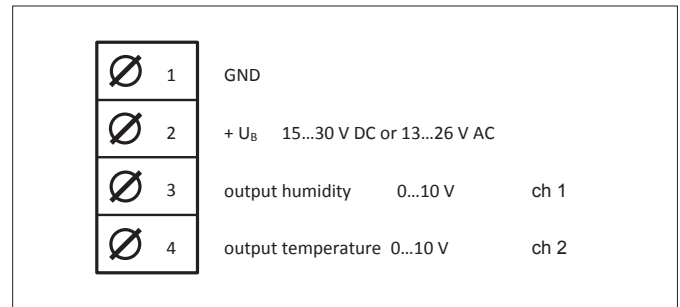 1 GND
2 + UB 15...30 V DC or 13...26 V AC
3 output humidity 0...10 V ch 1
4 output temperature 0...10 V ch 2